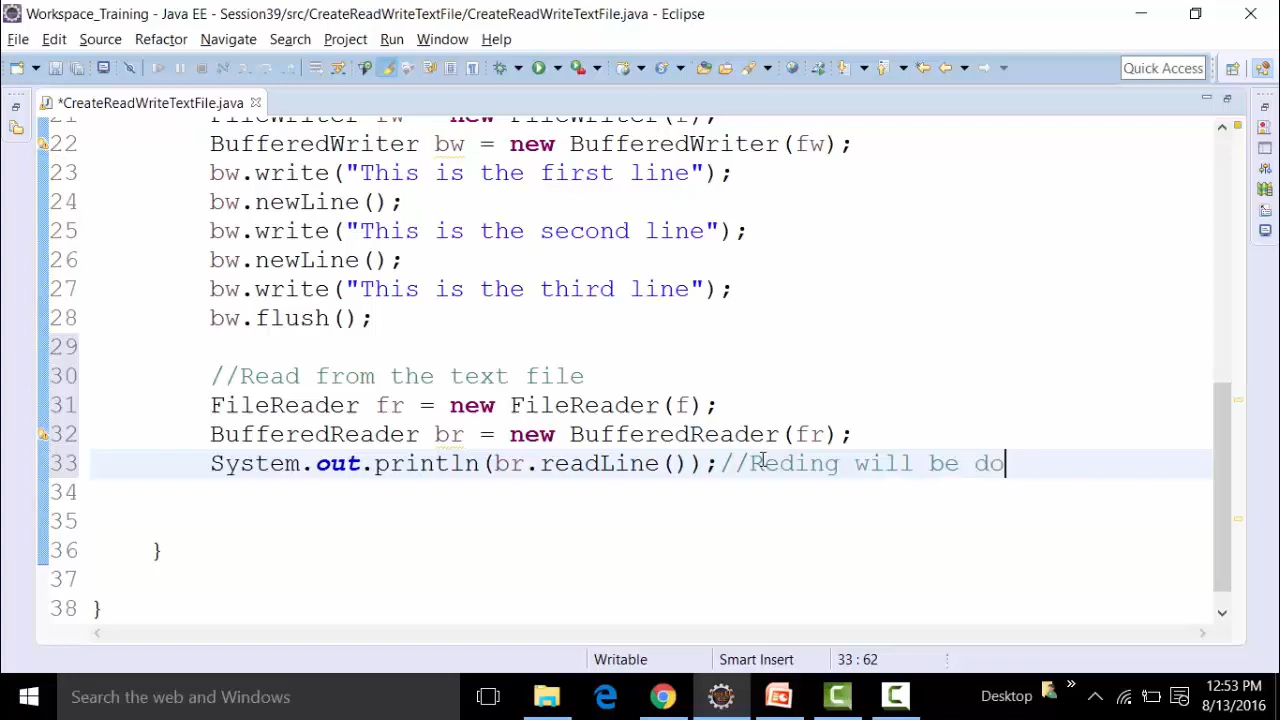 Workspace_Training - Java EE - Session39/src/CreateReadWriteTextFile/CreateReadWriteTextFile.java - Eclipse
File Edit Source Refactor Navigate Search Project Run Window Help
Quick Access
*CreateReadWriteTextFile.java
21 FileWriter fw = new FileWriter(f);
22 BufferedWriter bw = new BufferedWriter(fw);
23 bw.write("This is the first line");
24 bw.newLine();
25 bw.write("This is the second line");
26 bw.newLine();
27 bw.write("This is the third line");
28 bw.flush();
29
30 //Read from the text file
31 FileReader fr = new FileReader(f);
32 BufferedReader br = new BufferedReader(fr);
33 System.out.println(br.readLine());//Reding will be do
34
35
36 }
37
38 }
Writable Smart Insert 33 : 62
Search the web and Windows
Desktop
12:53 PM
8/13/2016